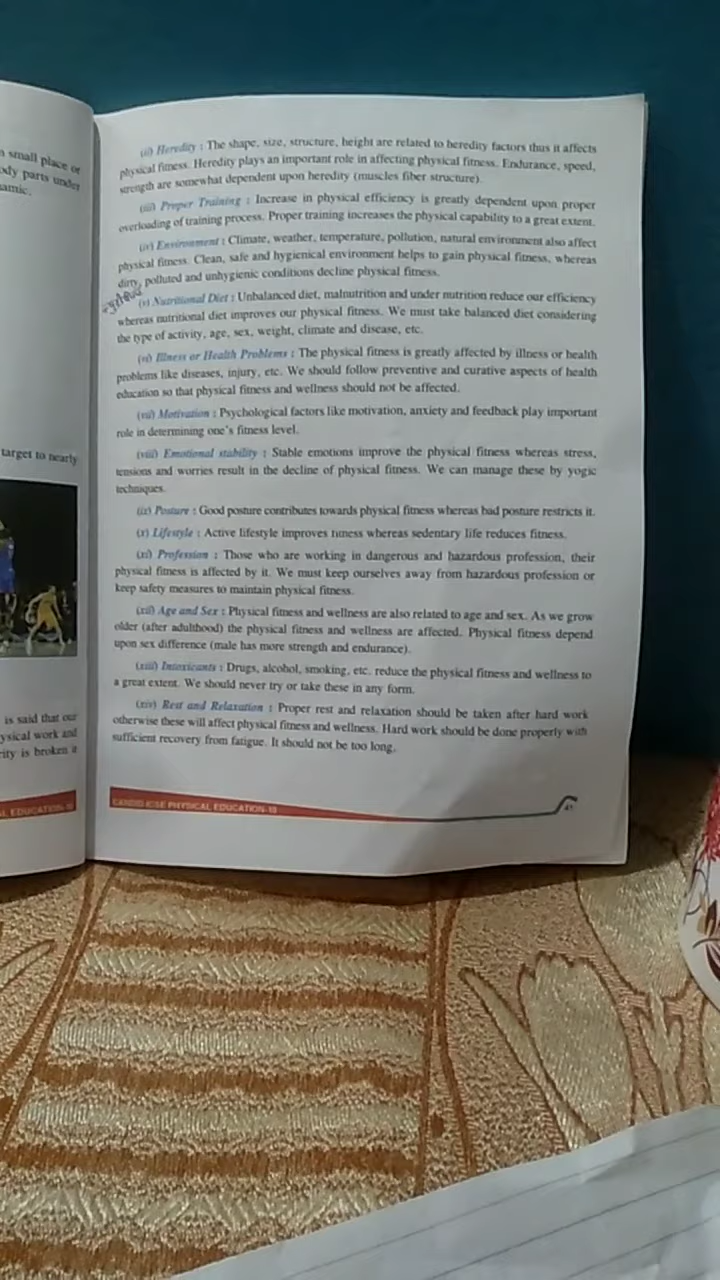 n small place or
ody parts under
amic.
target to nearly
is said that our
ysical work and
ity is broken it
AL EDUCATION-10
(ii) Heredity : The shape, size, structure, height are related to heredity factors thus it affects
physical fitness. Heredity plays an important role in affecting physical fitness. Endurance, speed,
strength are somewhat dependent upon heredity (muscles fiber structure).
(iii) Proper Training : Increase in physical efficiency is greatly dependent upon proper
overloading of training process. Proper training increases the physical capability to a great extent.
(iv) Environment : Climate, weather, temperature, pollution, natural environment also affect
physical fitness. Clean, safe and hygienical environment helps to gain physical fitness, whereas
dirty, polluted and unhygienic conditions decline physical fitness.
(v) Nutritional Diet : Unbalanced diet, malnutrition and under nutrition reduce our efficiency
whereas nutritional diet improves our physical fitness. We must take balanced diet considering
the type of activity, age, sex, weight, climate and disease, etc.
(vi) Illness or Health Problems : The physical fitness is greatly affected by illness or health
problems like diseases, injury, etc. We should follow preventive and curative aspects of health
education so that physical fitness and wellness should not be affected.
(vii) Motivation : Psychological factors like motivation, anxiety and feedback play important
role in determining one's fitness level.
(viii) Emotional stability : Stable emotions improve the physical fitness whereas stress,
tensions and worries result in the decline of physical fitness. We can manage these by yogic
techniques.
(ix) Posture : Good posture contributes towards physical fitness whereas bad posture restricts it.
(x) Lifestyle : Active lifestyle improves fitness whereas sedentary life reduces fitness.
(xi) Profession : Those who are working in dangerous and hazardous profession, their
physical fitness is affected by it. We must keep ourselves away from hazardous profession or
keep safety measures to maintain physical fitness.
(xii) Age and Sex : Physical fitness and wellness are also related to age and sex. As we grow
older (after adulthood) the physical fitness and wellness are affected. Physical fitness depend
upon sex difference (male has more strength and endurance).
(xiii) Intoxicants : Drugs, alcohol, smoking, etc. reduce the physical fitness and wellness to
a great extent. We should never try or take these in any form.
(xiv) Rest and Relaxation : Proper rest and relaxation should be taken after hard work
otherwise these will affect physical fitness and wellness. Hard work should be done properly with
sufficient recovery from fatigue. It should not be too long.
CANDID ICSE PHYSICAL EDUCATION-10
41